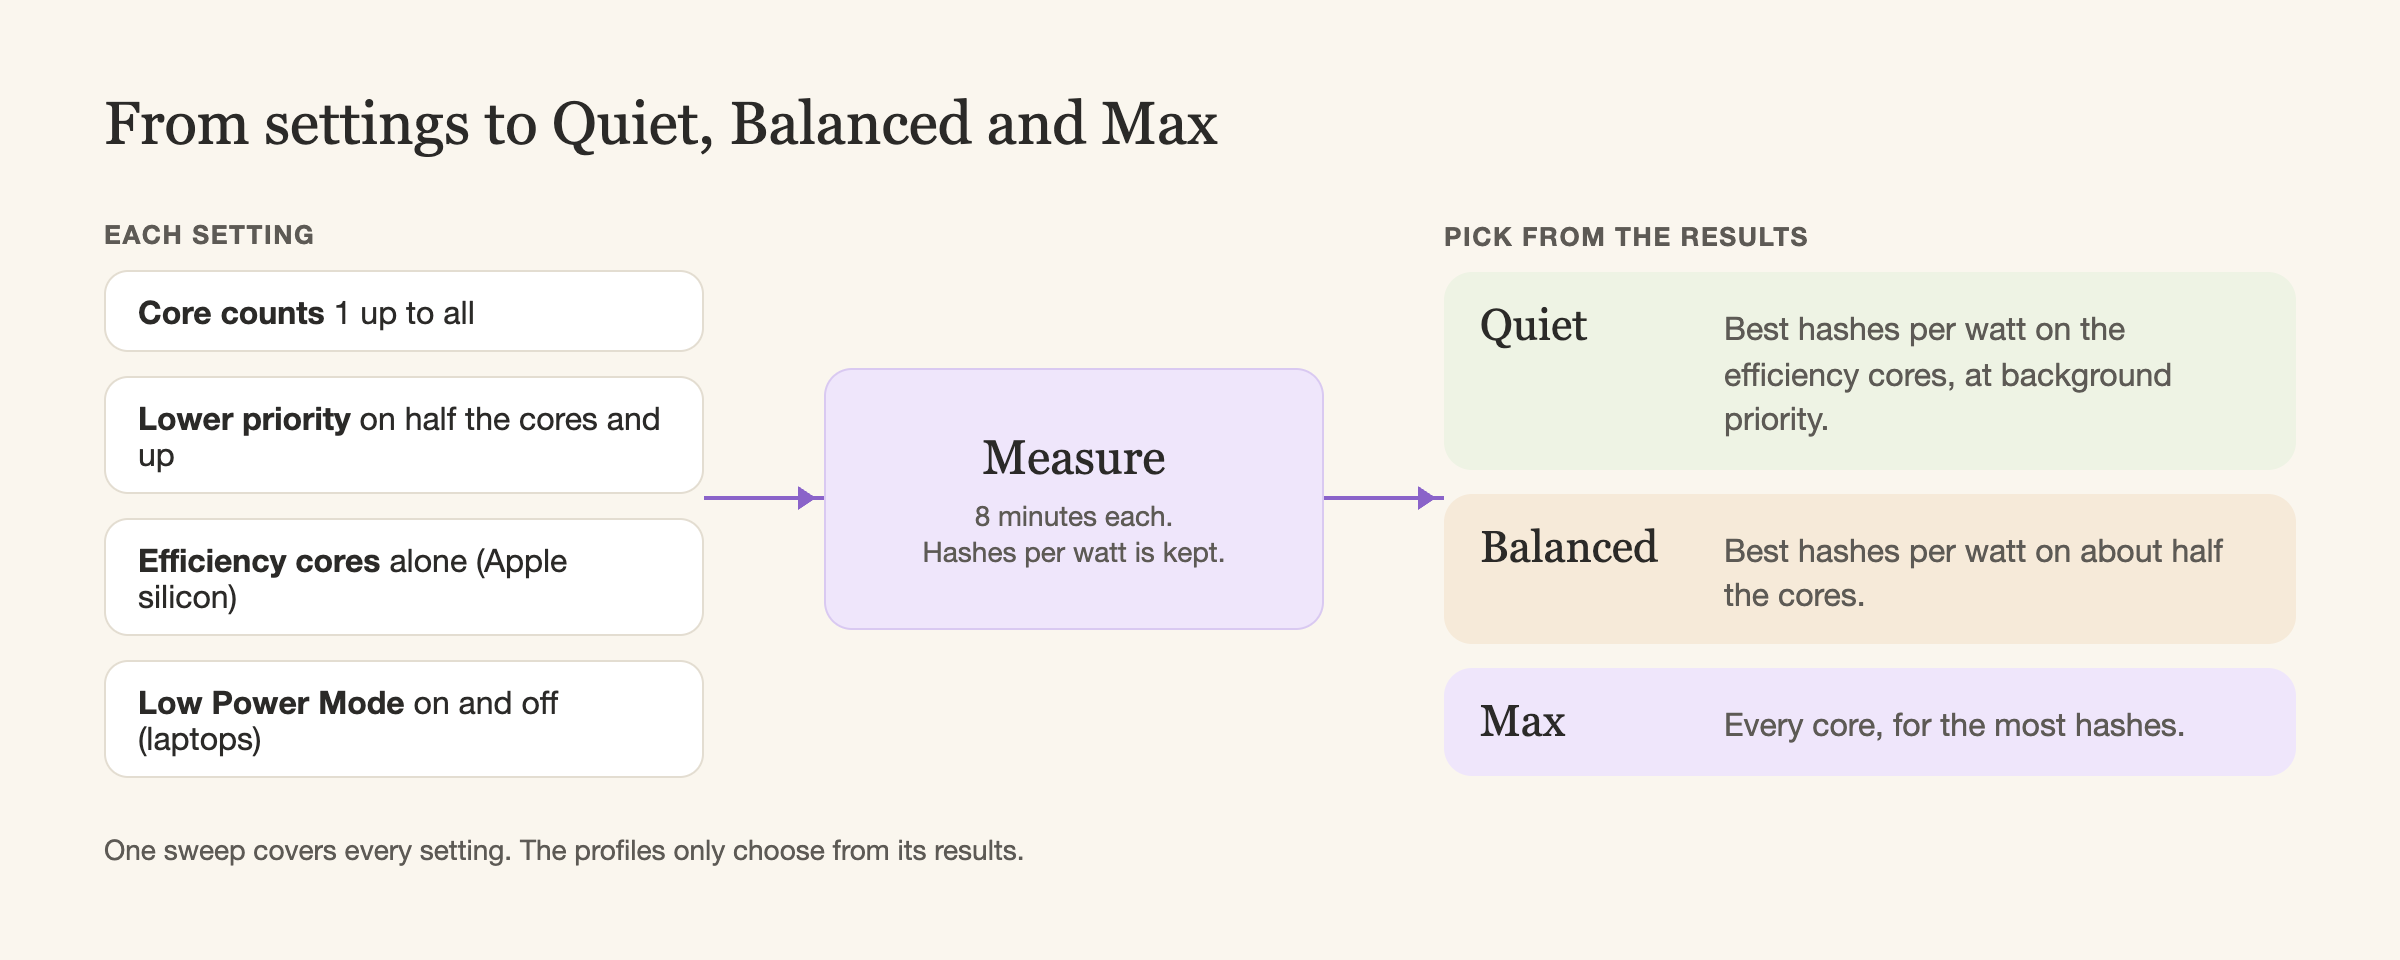 From settings to Quiet, Balanced and Max
EACH SETTING
Core counts 1 up to all
Lower priority on half the cores and
up
Efficiency cores alone (Apple
silicon)
Low Power Mode on and off
(laptops)
Measure
8 minutes each.
Hashes per watt is kept.
PICK FROM THE RESULTS
Quiet
Best hashes per watt on the
efficiency cores, at background
priority.
Balanced
Best hashes per watt on about half
the cores.
Max
Every core, for the most hashes.
One sweep covers every setting. The profiles only choose from its results.